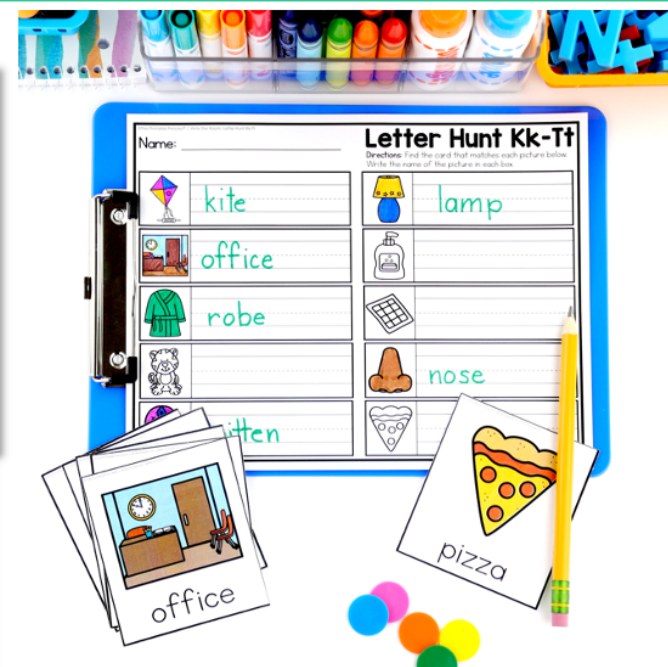 Name:
Letter Hunt Kk-Tt
Directions: Find the card that matches each picture below.
Write the name of the picture in each box.
kite
lamp
office
robe
nose
itten
office
pizza